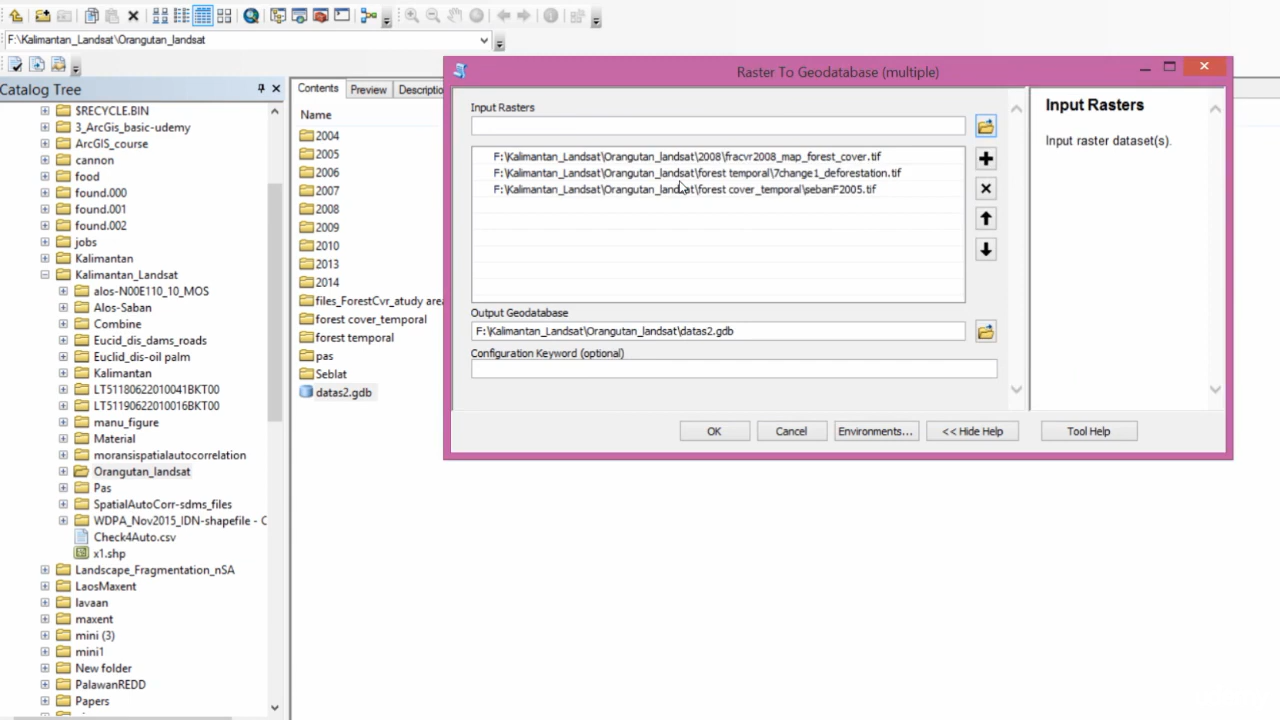 F:\Kalimantan_Landsat\Orangutan_landsat
Catalog Tree
$RECYCLE.BIN
3_ArcGis_basic-udemy
ArcGIS_course
cannon
food
found.000
found.001
found.002
jobs
Kalimantan
Kalimantan_Landsat
alos-N00E110_10_MOS
Alos-Saban
Combine
Eucid_dis_dams_roads
Euclid_dis-oil palm
Kalimantan
LT51180622010041BKT00
LT51190622010016BKT00
manu_figure
Material
moransispatialautocorrelation
Orangutan_landsat
Pas
SpatialAutoCorr-sdms_files
WDPA_Nov2015_IDN-shapefile - C
Check4Auto.csv
x1.shp
Landscape_Fragmentation_nSA
LaosMaxent
lavaan
maxent
mini (3)
mini1
New folder
PalawanREDD
Papers
Contents Preview Descriptio
Name
2004
2005
2006
2007
2008
2009
2010
2013
2014
files_ForestCvr_atudy area
forest cover_temporal
forest temporal
pas
Seblat
datas2.gdb
Raster To Geodatabase (multiple)
Input Rasters
F:\Kalimantan_Landsat\Orangutan_landsat\2008\fracvr2008_map_forest_cover.tif
F:\Kalimantan_Landsat\Orangutan_landsat\forest temporal\7change1_deforestation.tif
F:\Kalimantan_Landsat\Orangutan_landsat\forest cover_temporal\sebanF2005.tif
Output Geodatabase
F:\Kalimantan_Landsat\Orangutan_landsat\datas2.gdb
Configuration Keyword (optional)
OK Cancel Environments... << Hide Help Tool Help
Input Rasters
Input raster dataset(s).